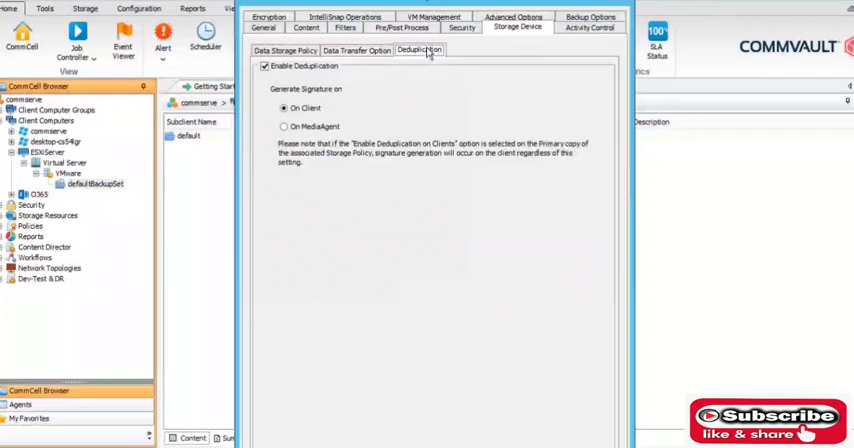 Home Tools Storage Configuration Reports
CommCell
Job Controller
Event Viewer
Alert
Scheduler
View
SLA Status
COMMVAULT
CommCell Browser
Getting Start
commserve
commserve
Client Computer Groups
Client Computers
commserve
desktop-cs54lgr
ESXiServer
Virtual Server
VMware
defaultBackupSet
O365
Security
Storage Resources
Policies
Reports
Content Director
Workflows
Network Topologies
Dev-Test & DR
CommCell Browser
Agents
My Favorites
Subclient Name
default
Description
Content
Encryption IntelliSnap Operations VM Management Advanced Options Backup Options
General Content Filters Pre/Post Process Security Storage Device Activity Control
Data Storage Policy Data Transfer Option Deduplication
Enable Deduplication
Generate Signature on
On Client
On MediaAgent
Please note that if the "Enable Deduplication on Clients" option is selected on the Primary copy of
the associated Storage Policy, signature generation will occur on the client regardless of this
setting.
Subscribe
like & share